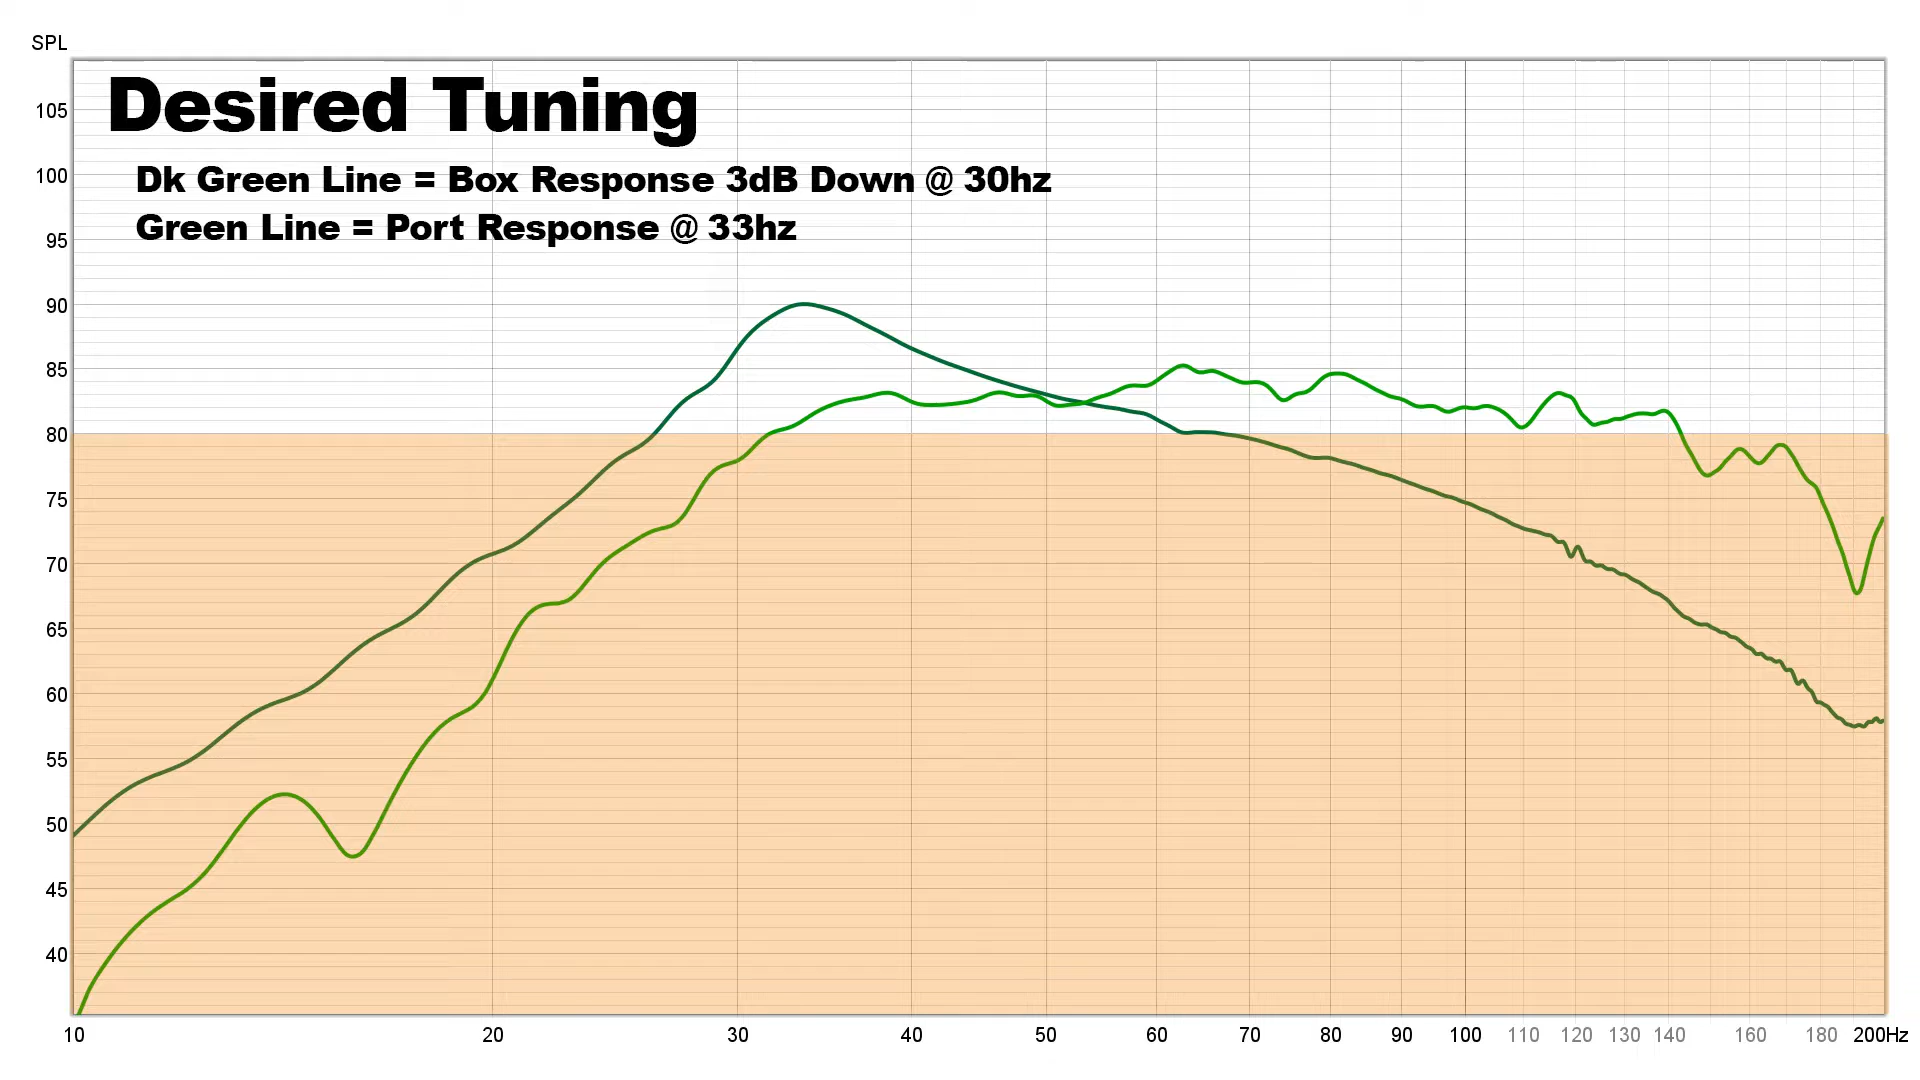 SPL
Desired Tuning
Dk Green Line = Box Response 3dB Down @ 30hz
Green Line = Port Response @ 33hz
105
100
95
90
85
80
75
70
65
60
55
50
45
40
10 20 30 40 50 60 70 80 90 100 110 120 130 140 160 180 200Hz